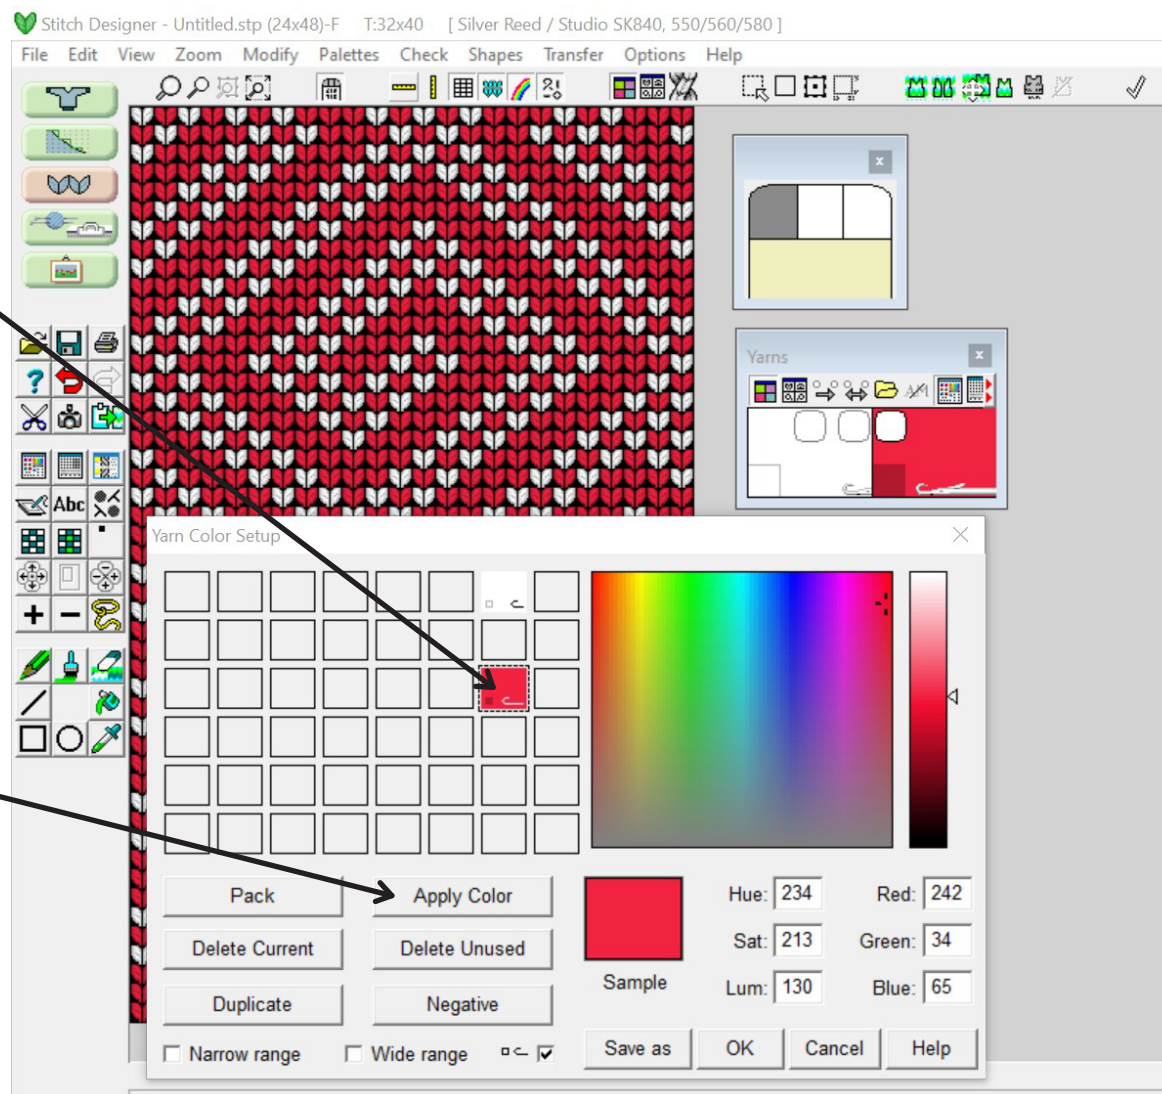 Stitch Designer - Untitled.stp (24x48)-F T:32x40 [ Silver Reed / Studio SK840, 550/560/580 ]
File Edit View Zoom Modify Palettes Check Shapes Transfer Options Help
Yarns
Abc
Yarn Color Setup
Pack Apply Color Hue: 234 Red: 242
Delete Current Delete Unused Sat: 213 Green: 34
Sample Lum: 130 Blue: 65
Duplicate Negative
Narrow range Wide range Save as OK Cancel Help